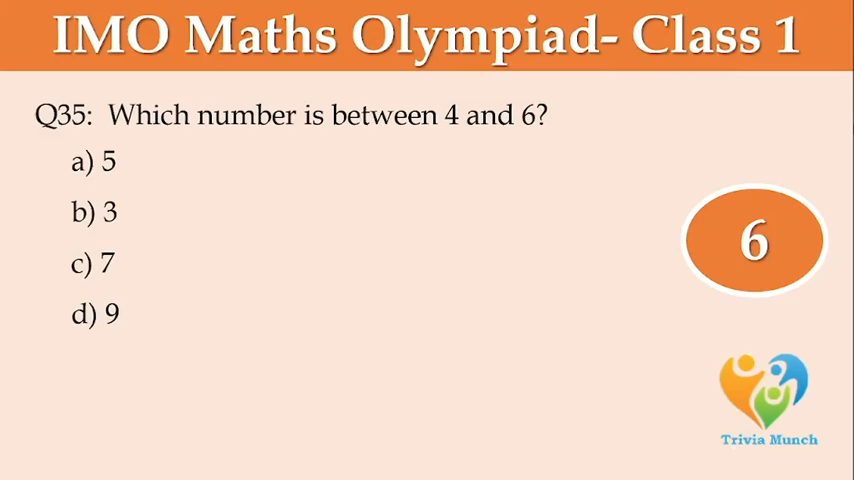 IMO Maths Olympiad- Class 1
Q35:  Which number is between 4 and 6?
a) 5
b) 3
c) 7
d) 9
6
Trivia Munch